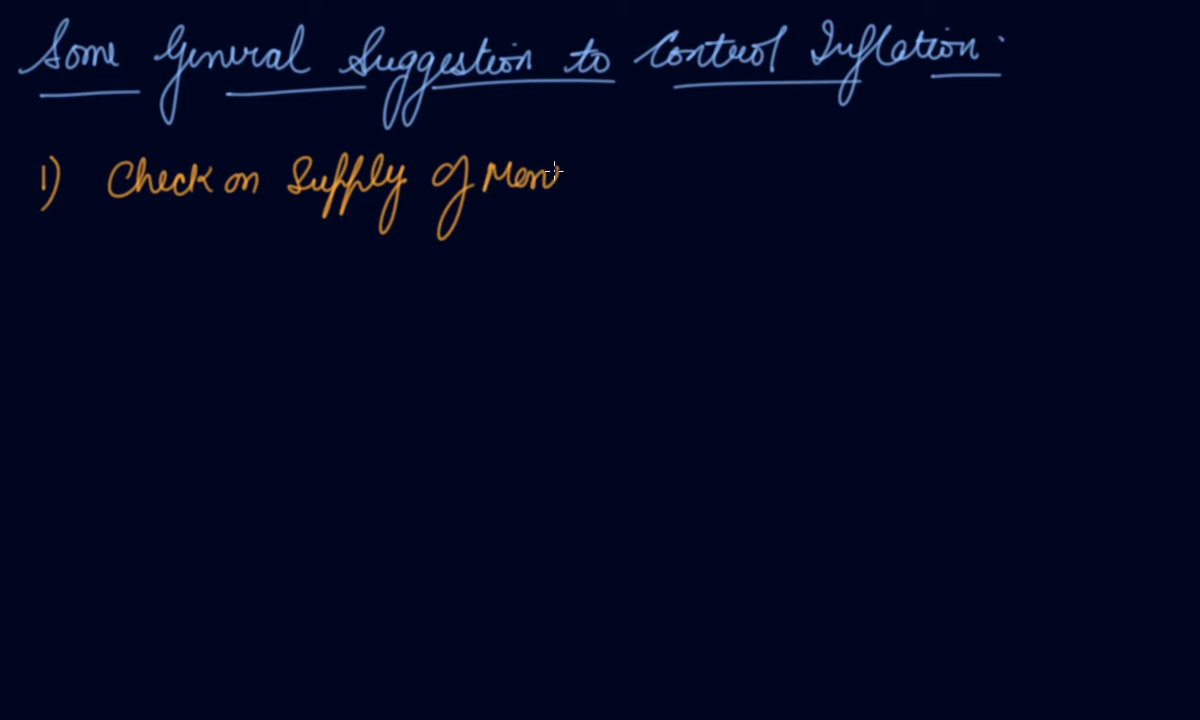 Some General Suggestion to Control Inflation.
1) Check on Supply of Mon